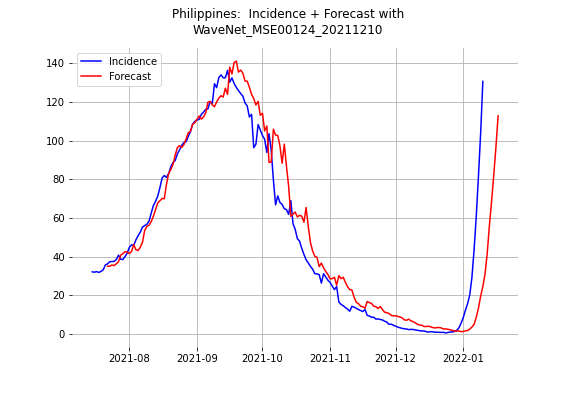 Philippines:  Incidence + Forecast with
WaveNet_MSE00124_20211210
Incidence
Forecast
140
120
100
80
60
40
20
0
2021-08 2021-09 2021-10 2021-11 2021-12 2022-01